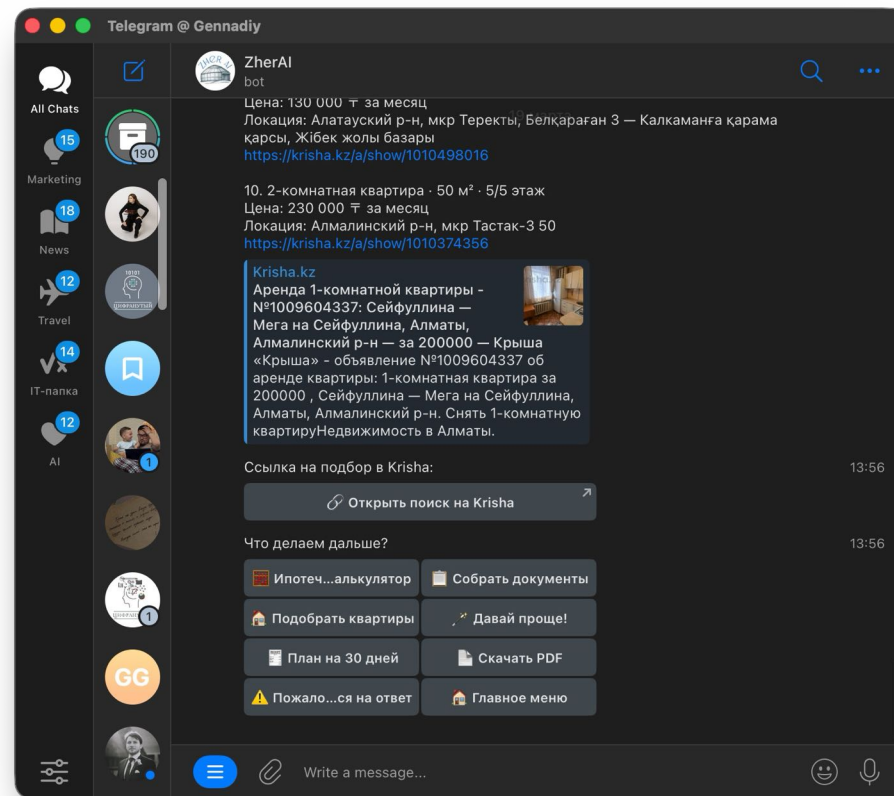 Telegram @ Gennadiy
All Chats
15
Marketing
18
News
12
Travel
14
IT-папка
12
AI
190
1
1
GG
ZherAI
bot
Цена: 130 000 ₸ за месяц
Локация: Алатауский р-н, мкр Теректы, Белқараған 3 — Калкаманға қарама
қарсы, Жібек жолы базары
https://krisha.kz/a/show/1010498016
10. 2-комнатная квартира · 50 м² · 5/5 этаж
Цена: 230 000 ₸ за месяц
Локация: Алмалинский р-н, мкр Тастак-3 50
https://krisha.kz/a/show/1010374356
Krisha.kz
Аренда 1-комнатной квартиры -
№1009604337: Сейфуллина —
Мега на Сейфуллина, Алматы,
Алмалинский р-н — за 200000 — Крыша
«Крыша» - объявление №1009604337 об
аренде квартиры: 1-комнатная квартира за
200000 , Сейфуллина — Мега на Сейфуллина,
Алматы, Алмалинский р-н. Снять 1-комнатную
квартируНедвижимость в Алматы.
Ссылка на подбор в Krisha:
13:56
Открыть поиск на Krisha
Что делаем дальше?
13:56
Ипотеч...алькулятор
Собрать документы
Подобрать квартиры
Давай проще!
План на 30 дней
Скачать PDF
Пожало...ся на ответ
Главное меню
Write a message...